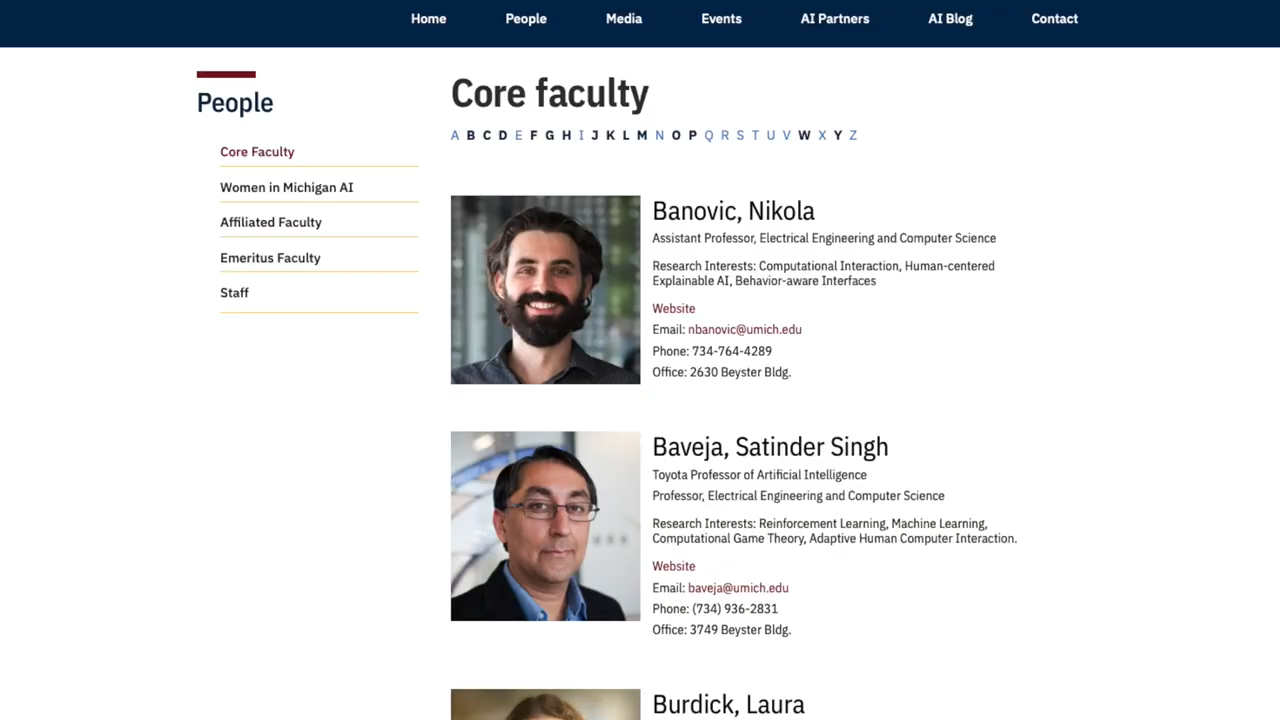 Home People Media Events AI Partners AI Blog Contact
People
Core Faculty
Women in Michigan AI
Affiliated Faculty
Emeritus Faculty
Staff
Core faculty
A B C D E F G H I J K L M N O P Q R S T U V W X Y Z
Banovic, Nikola
Assistant Professor, Electrical Engineering and Computer Science
Research Interests: Computational Interaction, Human-centered
Explainable AI, Behavior-aware Interfaces
Website
Email: nbanovic@umich.edu
Phone: 734-764-4289
Office: 2630 Beyster Bldg.
Baveja, Satinder Singh
Toyota Professor of Artificial Intelligence
Professor, Electrical Engineering and Computer Science
Research Interests: Reinforcement Learning, Machine Learning,
Computational Game Theory, Adaptive Human Computer Interaction.
Website
Email: baveja@umich.edu
Phone: (734) 936-2831
Office: 3749 Beyster Bldg.
Burdick, Laura